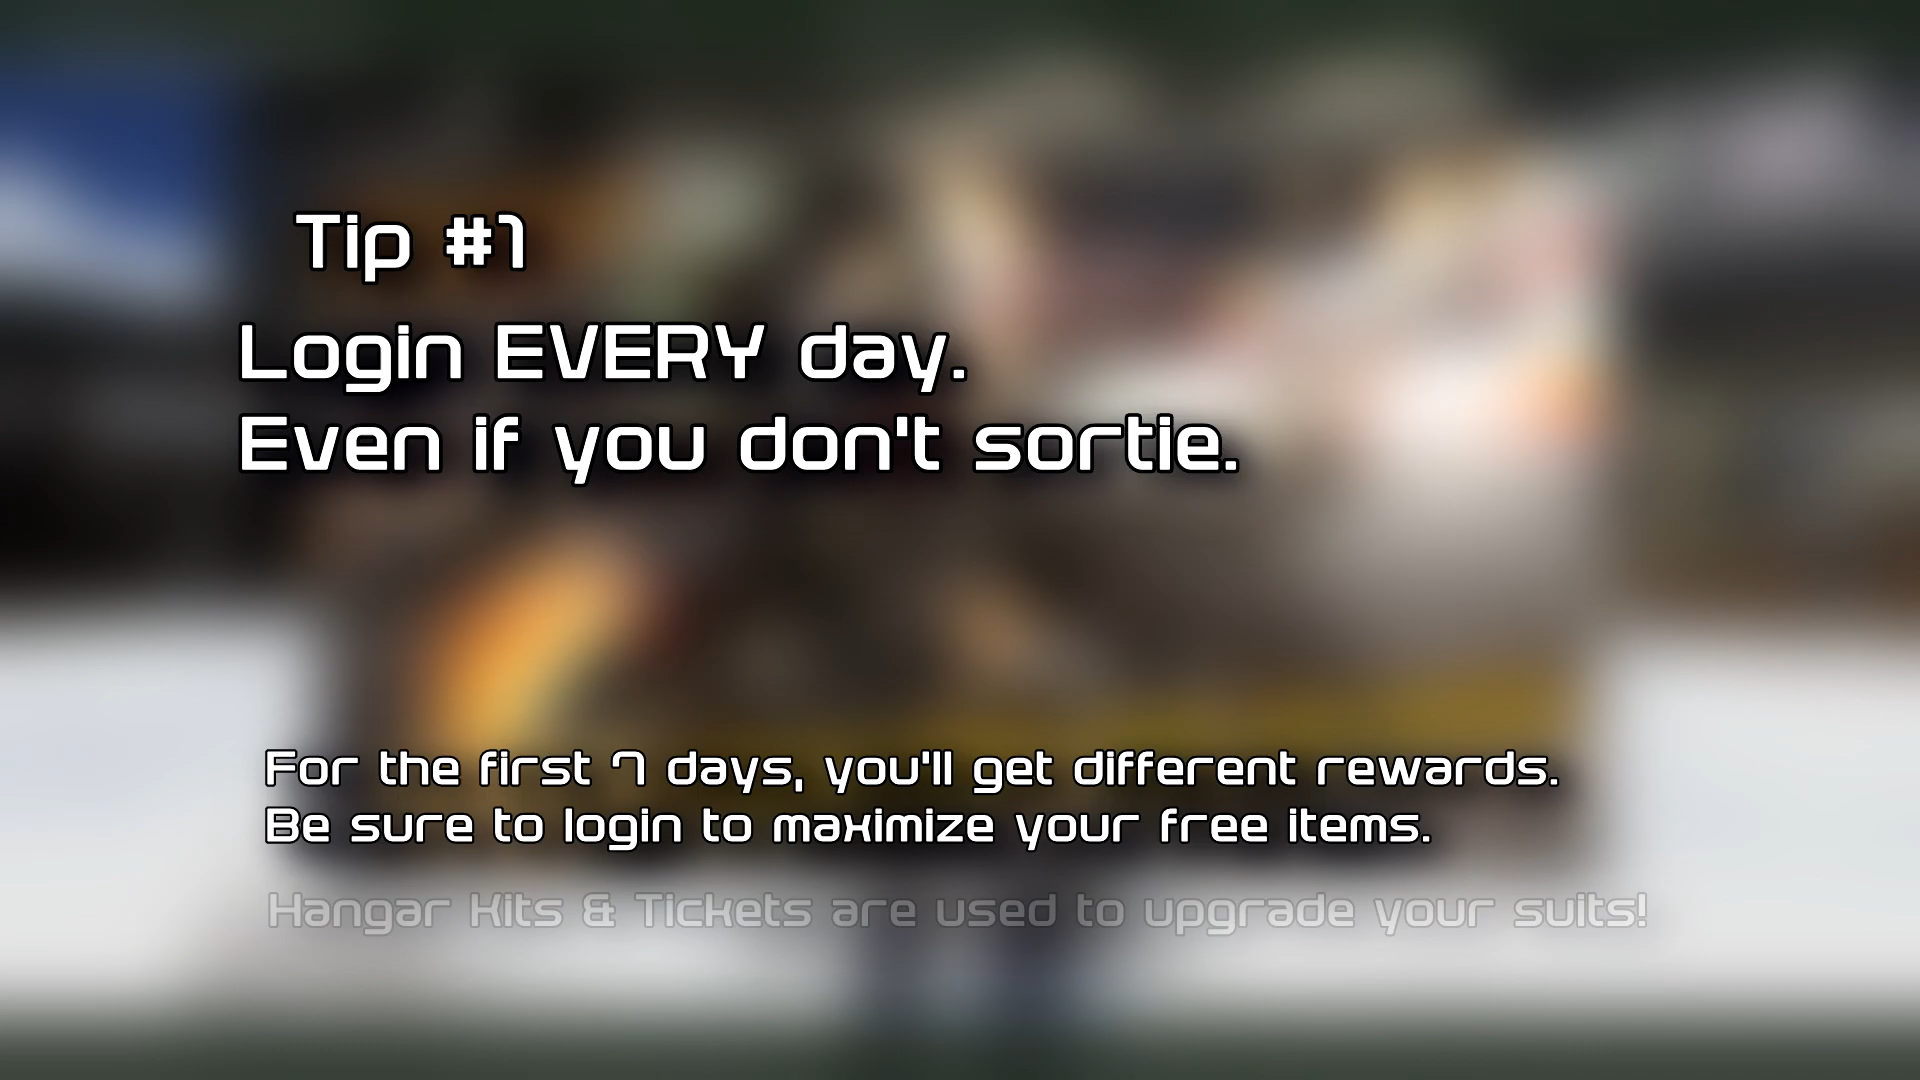 Tip #1
Login EVERY day.
Even if you don't sortie.
For the first 7 days, you'll get different rewards.
Be sure to login to maximize your free items.
Hangar Kits & Tickets are used to upgrade your suits!